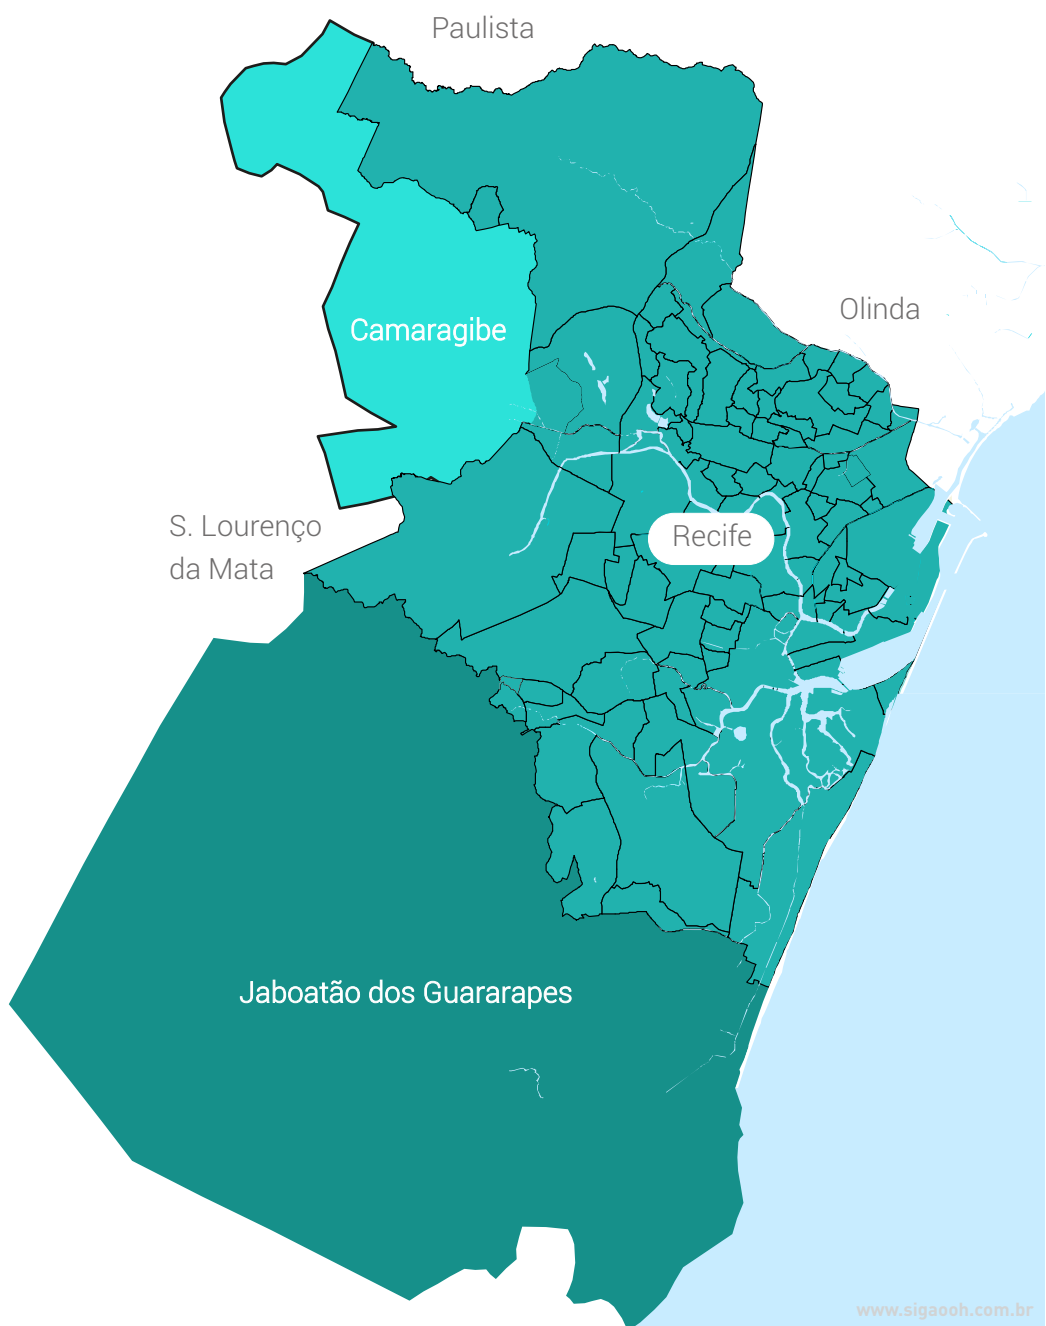 Paulista
Olinda
Camaragibe
S. Lourenço
da Mata
Recife
Jaboatão dos Guararapes
www.sigaooh.com.br